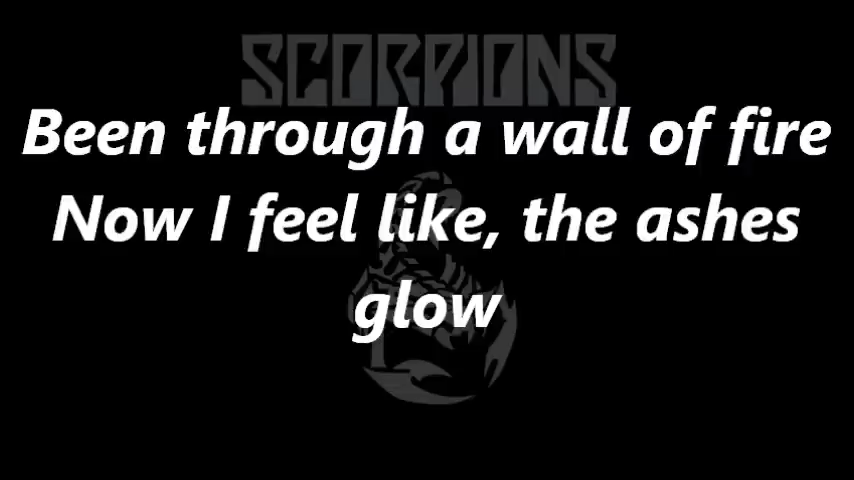 SCORPIONS
Been through a wall of fire
Now I feel like, the ashes
glow